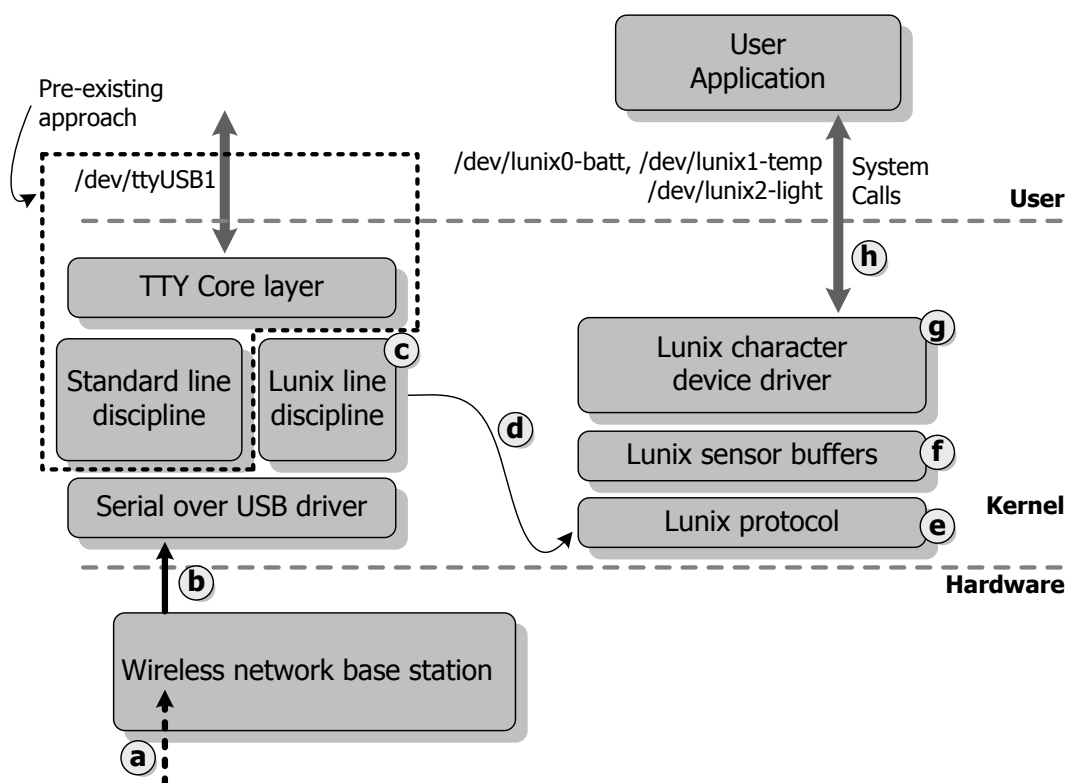 User
Application
Pre-existing
approach
/dev/ttyUSB1
/dev/lunix0-batt, /dev/lunix1-temp
/dev/lunix2-light
System
Calls
User
h
TTY Core layer
g
Lunix character
device driver
c
Standard line
discipline
Lunix line
discipline
d
Lunix sensor buffers
f
Serial over USB driver
Lunix protocol
e
Kernel
b
Hardware
Wireless network base station
a